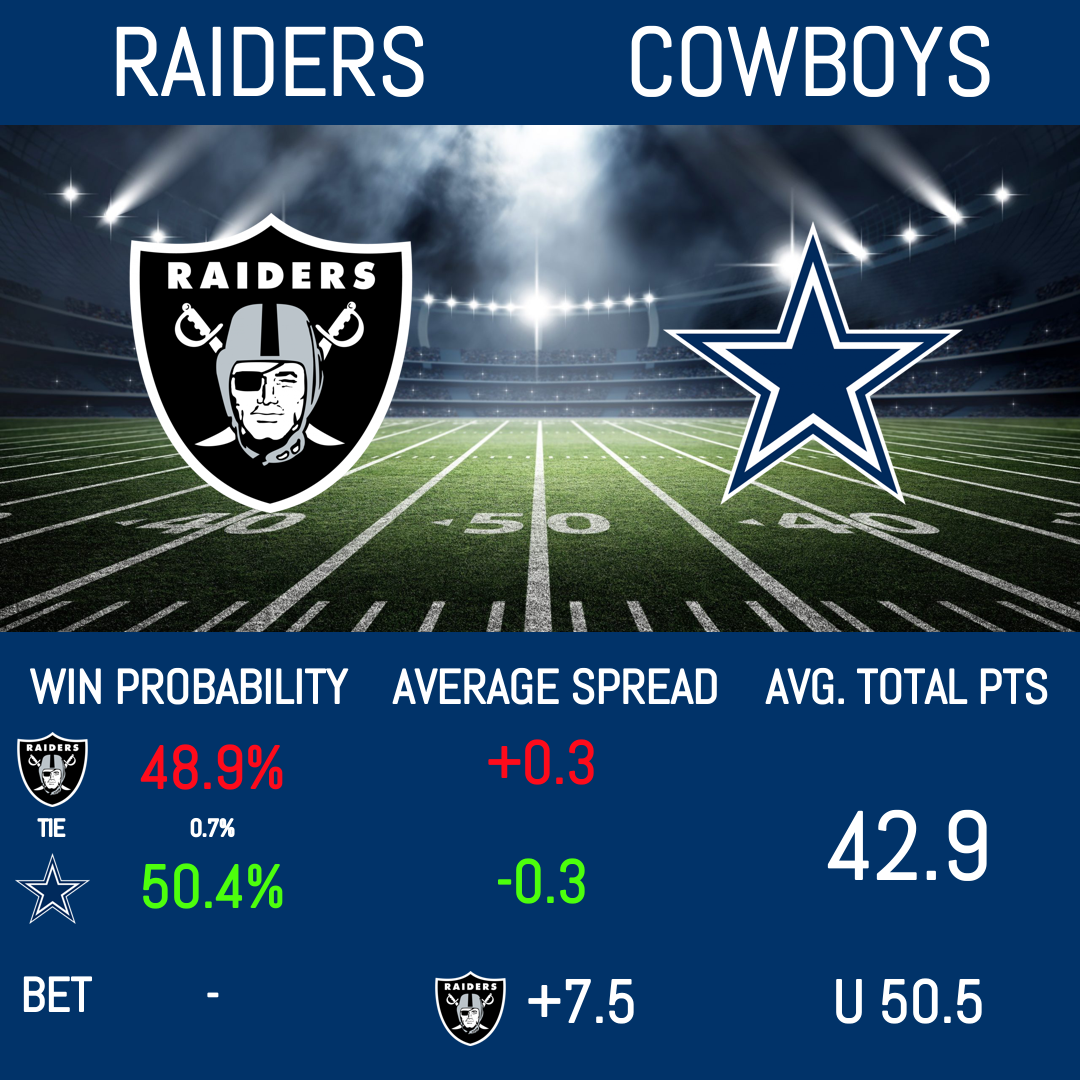 RAIDERS COWBOYS
RAIDERS
40 50 40
WIN PROBABILITY AVERAGE SPREAD AVG. TOTAL PTS
RAIDERS 48.9% +0.3
TIE 0.7% 42.9
50.4% -0.3
BET - RAIDERS +7.5 U 50.5